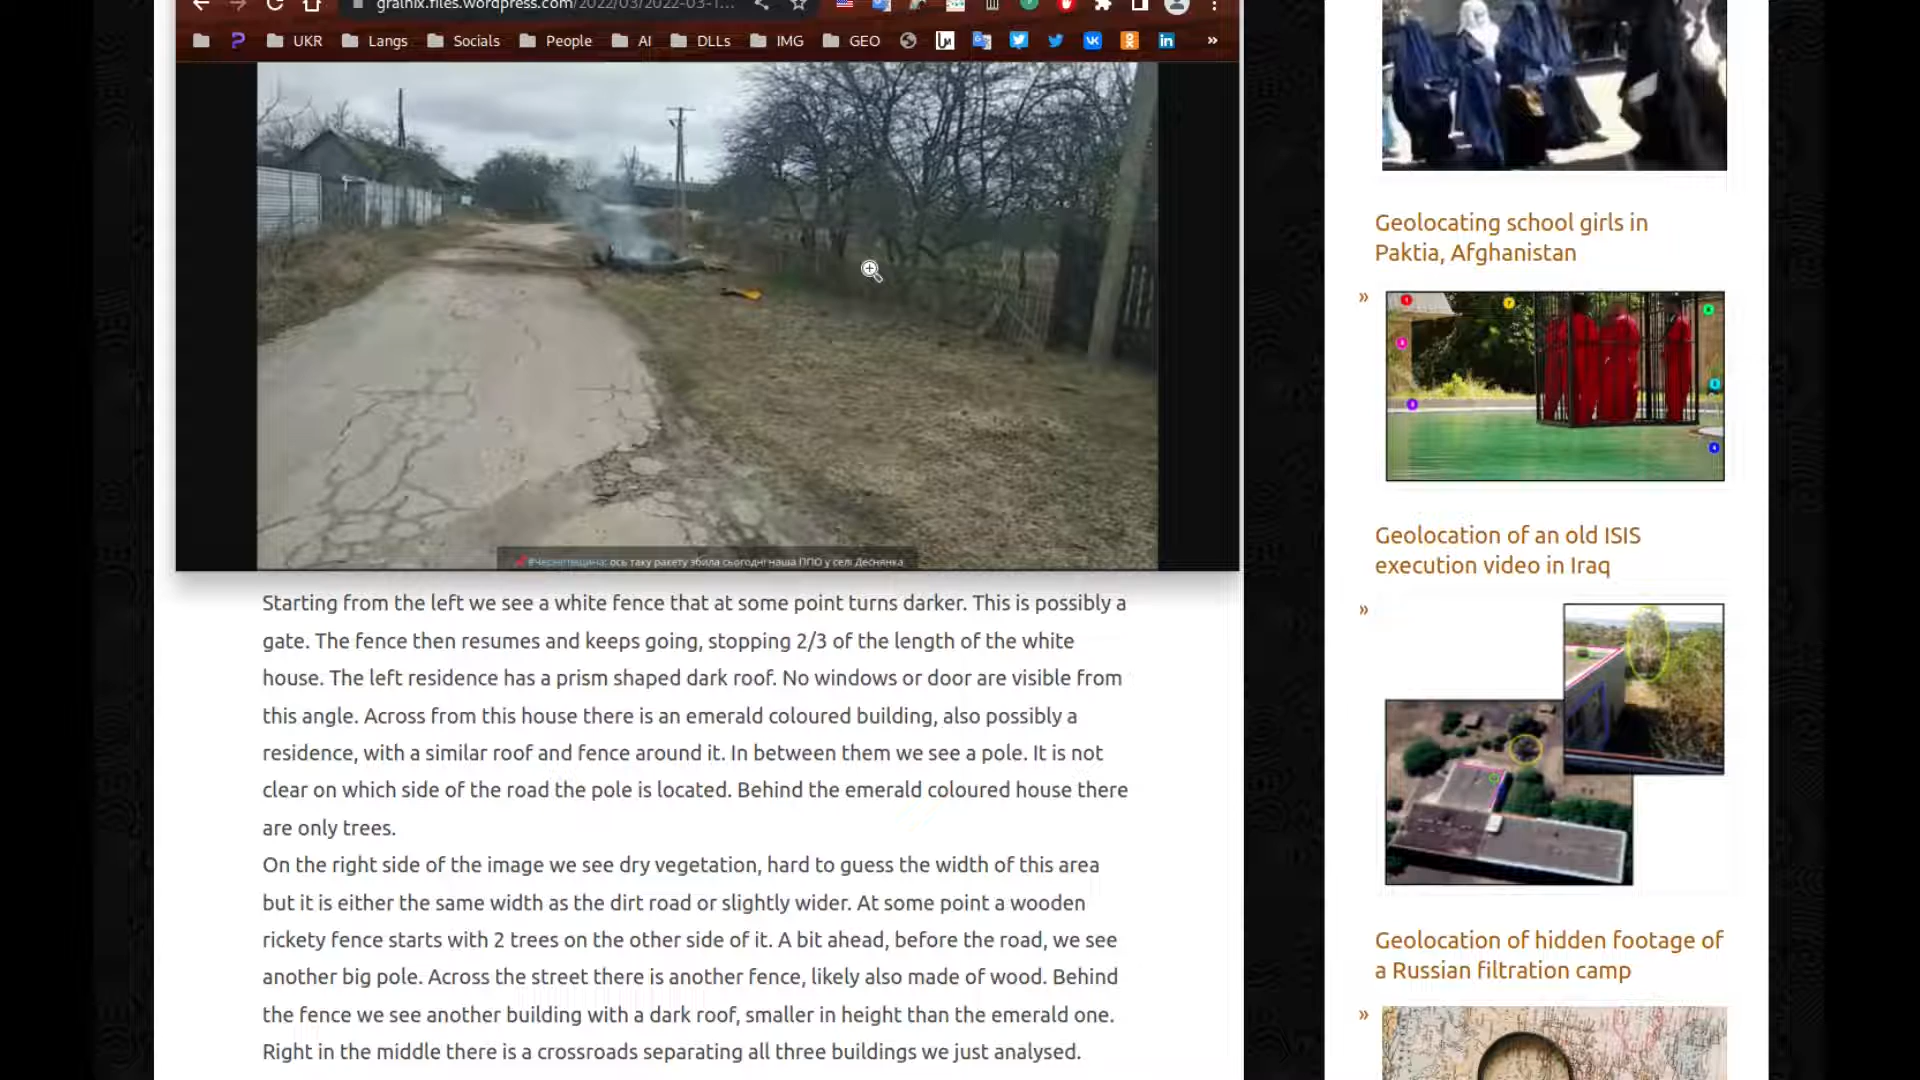 gralhix.files.wordpress.com/2022/03/2022-03-1...
UKR Langs Socials People AI DLLs IMG GEO »
#Чернігівщина: ось таку ракету збила сьогодні наша ППО у селі Деснянка
Starting from the left we see a white fence that at some point turns darker. This is possibly a
gate. The fence then resumes and keeps going, stopping 2/3 of the length of the white
house. The left residence has a prism shaped dark roof. No windows or door are visible from
this angle. Across from this house there is an emerald coloured building, also possibly a
residence, with a similar roof and fence around it. In between them we see a pole. It is not
clear on which side of the road the pole is located. Behind the emerald coloured house there
are only trees.
On the right side of the image we see dry vegetation, hard to guess the width of this area
but it is either the same width as the dirt road or slightly wider. At some point a wooden
rickety fence starts with 2 trees on the other side of it. A bit ahead, before the road, we see
another big pole. Across the street there is another fence, likely also made of wood. Behind
the fence we see another building with a dark roof, smaller in height than the emerald one.
Right in the middle there is a crossroads separating all three buildings we just analysed.
Geolocating school girls in
Paktia, Afghanistan
»
Geolocation of an old ISIS
execution video in Iraq
»
Geolocation of hidden footage of
a Russian filtration camp
»